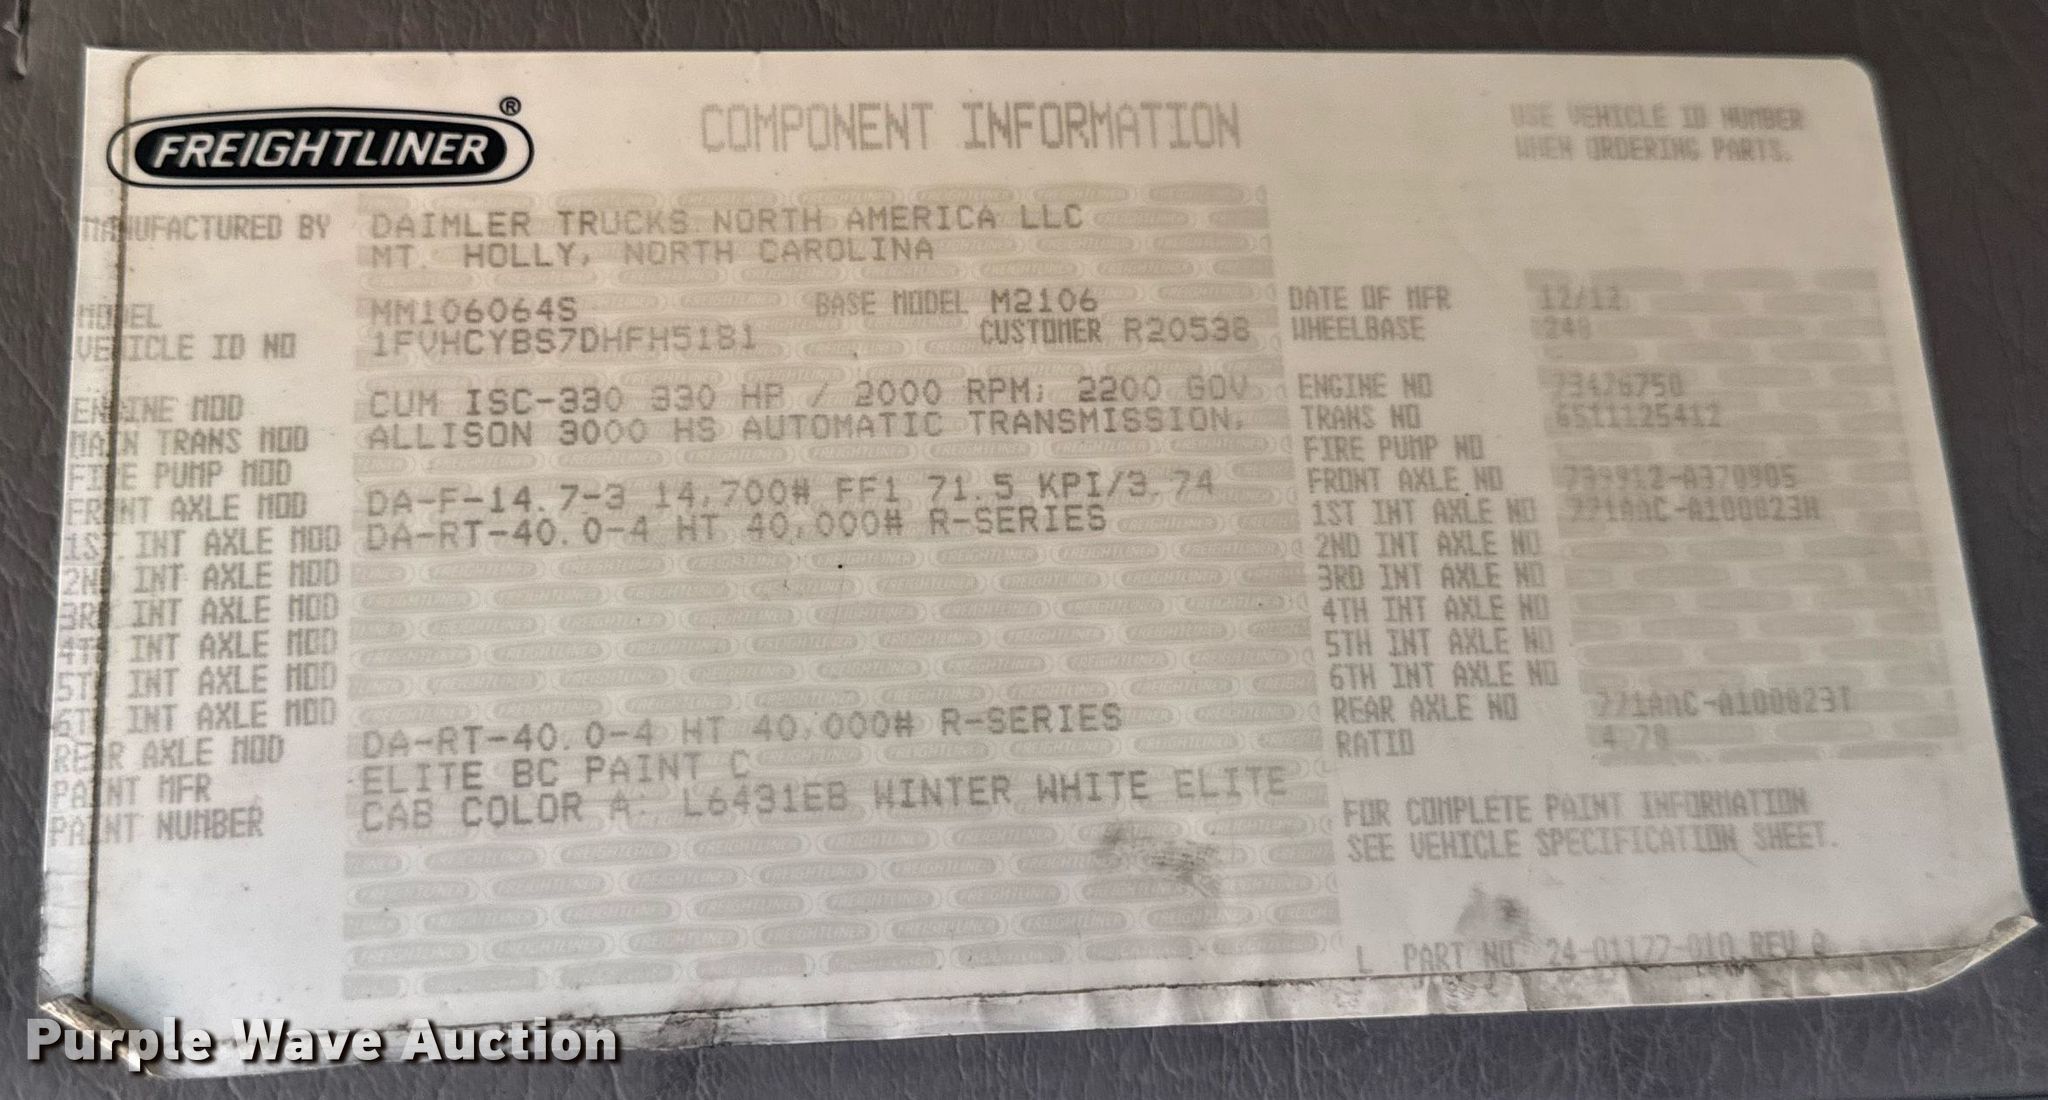 FREIGHTLINER®
COMPONENT INFORMATION
USE VEHICLE ID NUMBER
WHEN ORDERING PARTS.
MANUFACTURED BY DAIMLER TRUCKS NORTH AMERICA LLC
MT. HOLLY, NORTH CAROLINA
MODEL MM106064S BASE MODEL M2106 DATE OF MFR 12/12
VEHICLE ID NO 1FVHCYBS7DHFH5181 CUSTOMER R20538 WHEELBASE 248
ENGINE MOD CUM ISC-330 330 HP / 2000 RPM; 2200 GOV ENGINE NO 73476750
MAIN TRANS MOD ALLISON 3000 HS AUTOMATIC TRANSMISSION, TRANS NO 6511125412
FIRE PUMP MOD FIRE PUMP NO
FRONT AXLE MOD DA-F-14.7-3 14,700# FF1 71.5 KPI/3.74 FRONT AXLE NO
1ST INT AXLE MOD DA-RT-40.0-4 HT 40,000# R-SERIES 1ST INT AXLE NO
2ND INT AXLE MOD 2ND INT AXLE NO
3RD INT AXLE MOD 3RD INT AXLE NO
4TH INT AXLE MOD 4TH INT AXLE NO
5TH INT AXLE MOD 5TH INT AXLE NO
6TH INT AXLE MOD 6TH INT AXLE NO
REAR AXLE MOD DA-RT-40.0-4 HT 40,000# R-SERIES REAR AXLE NO
PAINT MFR ELITE BC PAINT C RATIO
PAINT NUMBER CAB COLOR A: L6431EB WINTER WHITE ELITE
FOR COMPLETE PAINT INFORMATION
SEE VEHICLE SPECIFICATION SHEET.
L PART NO. 24-01177-010 REV
Purple Wave Auction